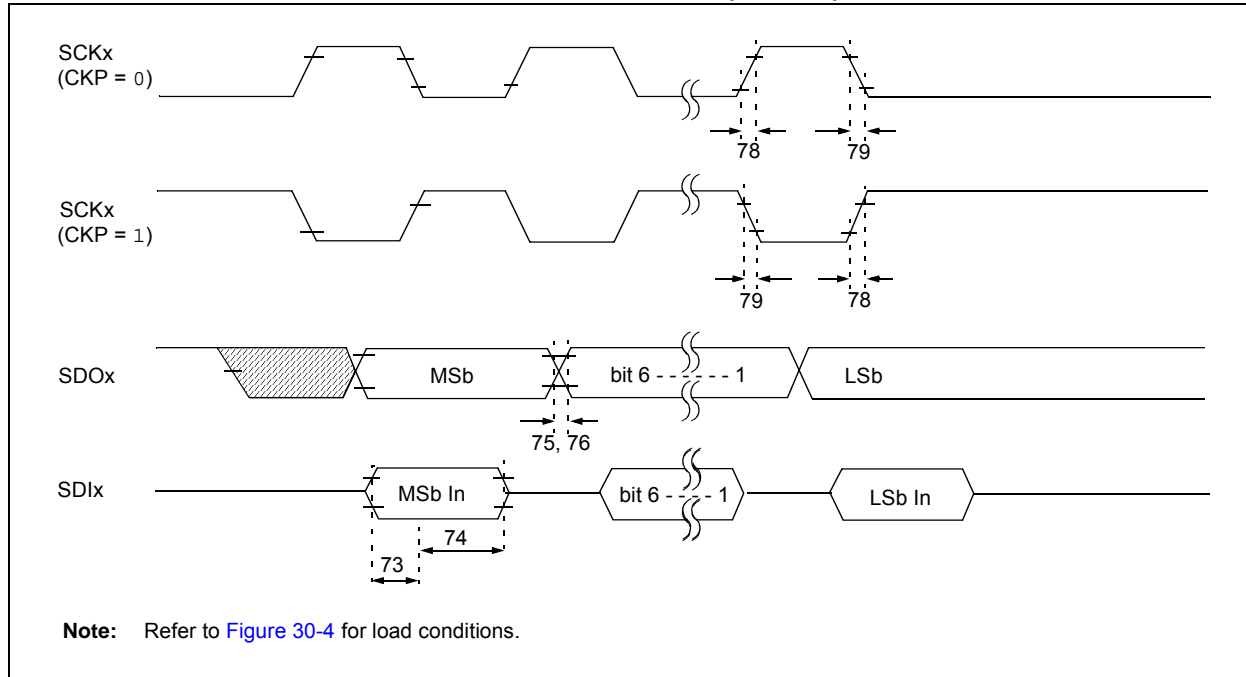 SCKx
(CKP = 0)
78
79
SCKx
(CKP = 1)
79
78
SDOx
MSb
bit 6 - - - - - - 1
LSb
75, 76
SDIx
MSb In
bit 6 - - - - 1
LSb In
74
73
Note: Refer to Figure 30-4 for load conditions.